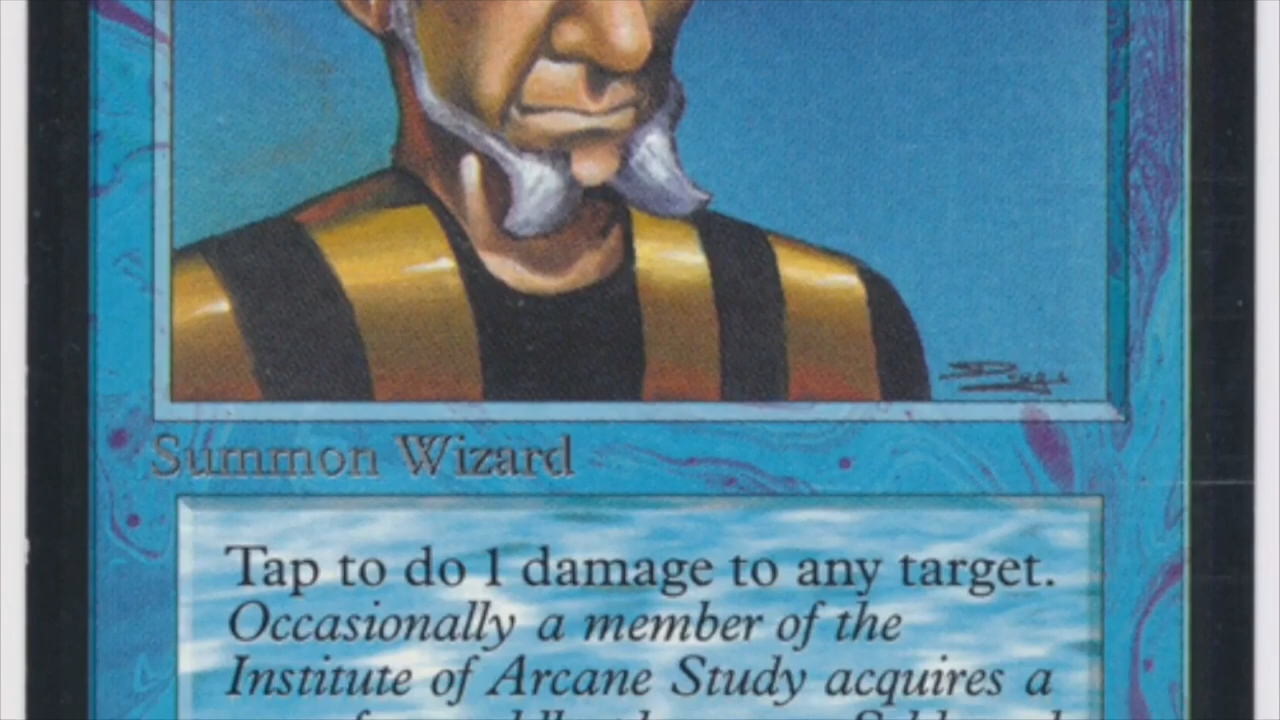 Summon Wizard
Tap to do 1 damage to any target.
Occasionally a member of the
Institute of Arcane Study acquires a